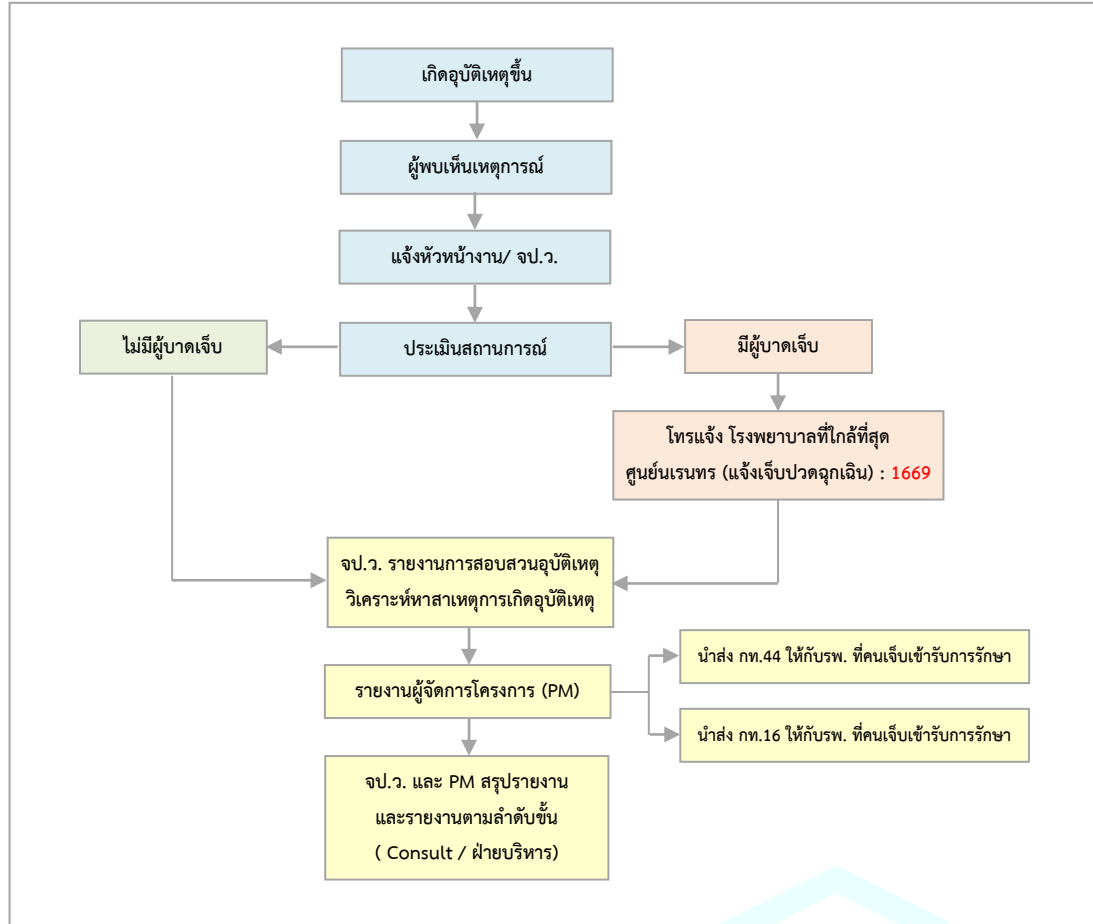 เกิดอุบัติเหตุขึ้น
ผู้พบเห็นเหตุการณ์
แจ้งหัวหน้างาน/ จป.ว.
ไม่มีผู้บาดเจ็บ
ประเมินสถานการณ์
มีผู้บาดเจ็บ
โทรแจ้ง โรงพยาบาลที่ใกล้ที่สุด
ศูนย์นเรนทร (แจ้งเจ็บปวดฉุกเฉิน) : 1669
จป.ว. รายงานการสอบสวนอุบัติเหตุ
วิเคราะห์หาสาเหตุการเกิดอุบัติเหตุ
รายงานผู้จัดการโครงการ (PM)
นำส่ง กท.44 ให้กับรพ. ที่คนเจ็บเข้ารับการรักษา
นำส่ง กท.16 ให้กับรพ. ที่คนเจ็บเข้ารับการรักษา
จป.ว. และ PM สรุปรายงาน
และรายงานตามลำดับขั้น
( Consult / ฝ่ายบริหาร)